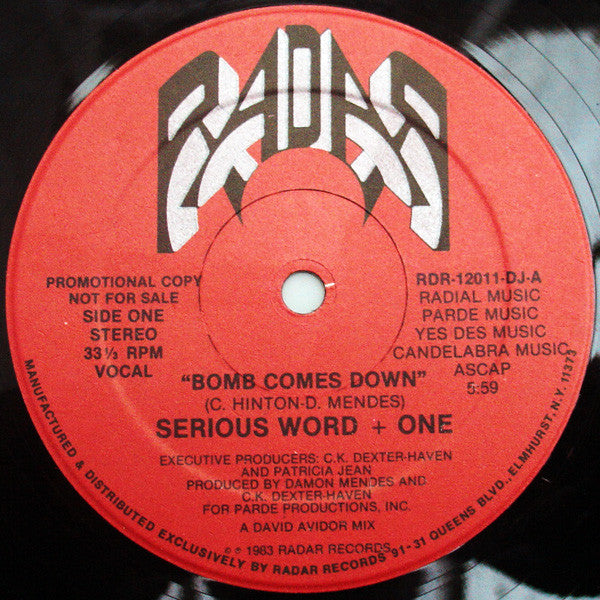 RADAR
PROMOTIONAL COPY
NOT FOR SALE
SIDE ONE
STEREO
33⅓ RPM
VOCAL
RDR-12011-DJ-A
RADIAL MUSIC
PARDE MUSIC
YES DES MUSIC
CANDELABRA MUSIC
ASCAP
5:59
"BOMB COMES DOWN"
(C. HINTON-D. MENDES)
SERIOUS WORD + ONE
EXECUTIVE PRODUCERS: C.K. DEXTER-HAVEN
AND PATRICIA JEAN
PRODUCED BY DAMON MENDES AND
C.K. DEXTER-HAVEN
FOR PARDE PRODUCTIONS, INC.
A DAVID AVIDOR MIX
© ℗ 1983 RADAR RECORDS
MANUFACTURED & DISTRIBUTED EXCLUSIVELY BY RADAR RECORDS 91-31 QUEENS BLVD., ELMHURST, N.Y. 11373